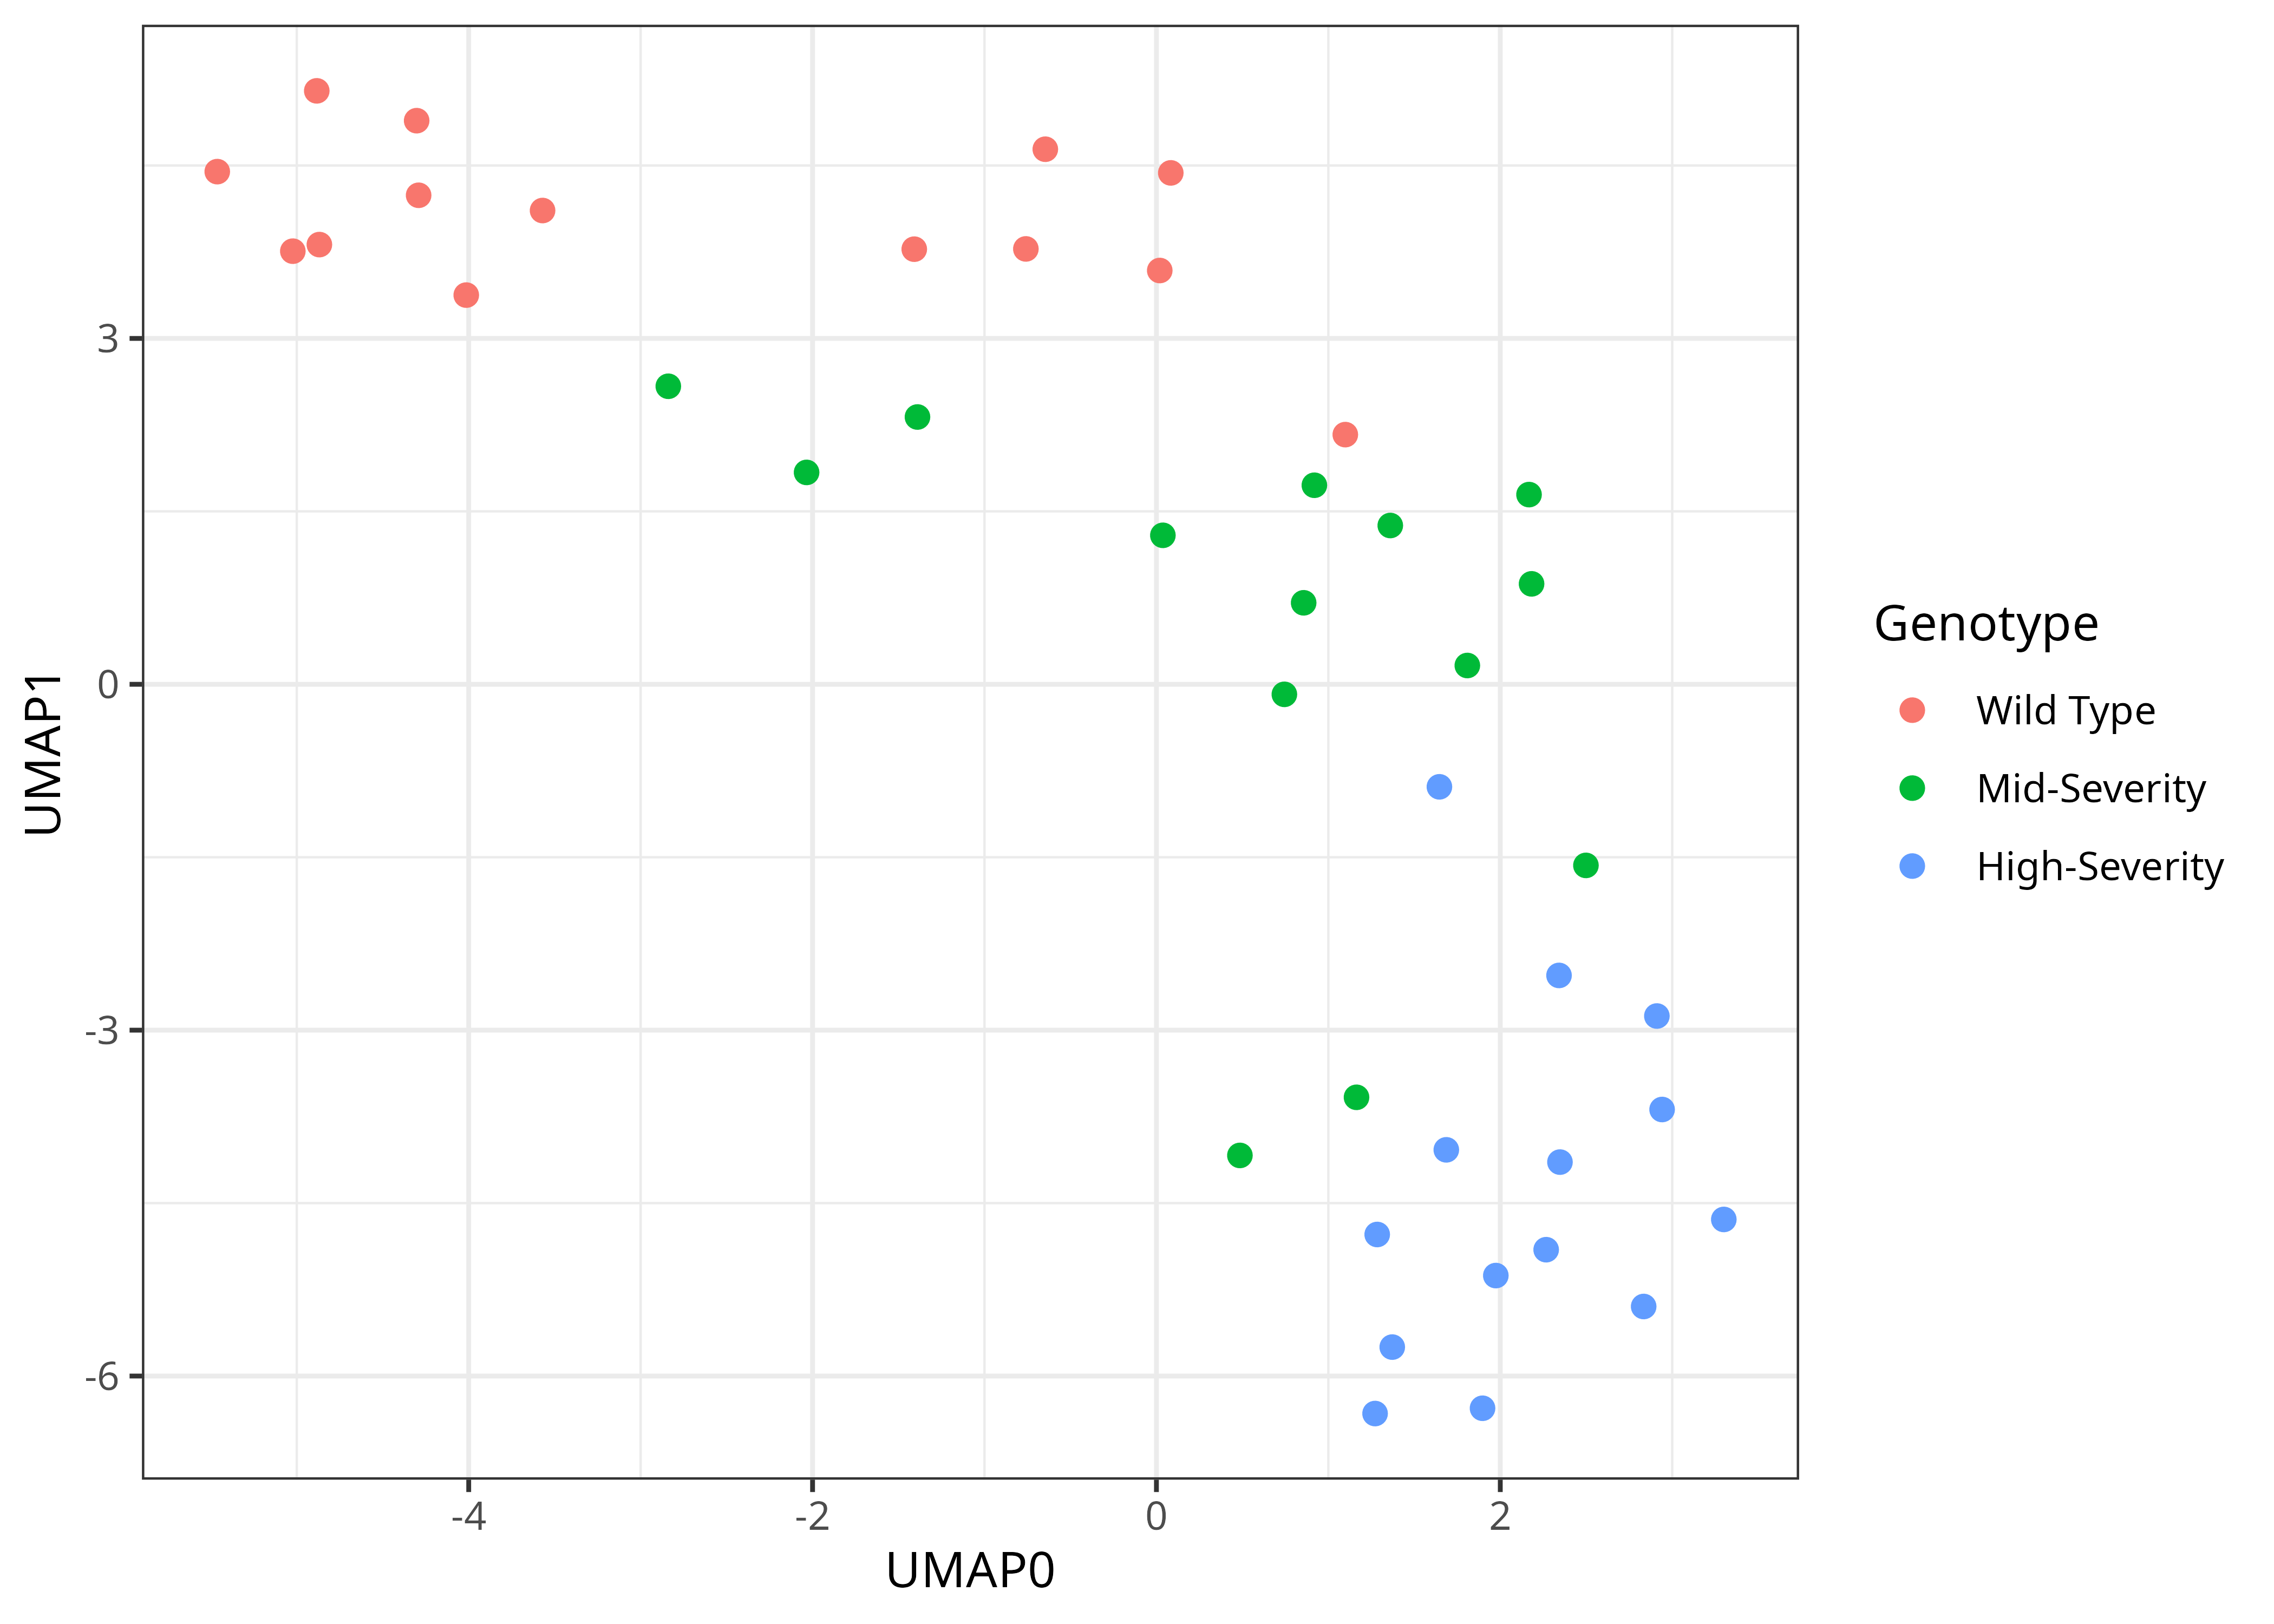 3
0
-3
-6
-4
-2
0
2
UMAP0
UMAP1
Genotype
Wild Type
Mid-Severity
High-Severity